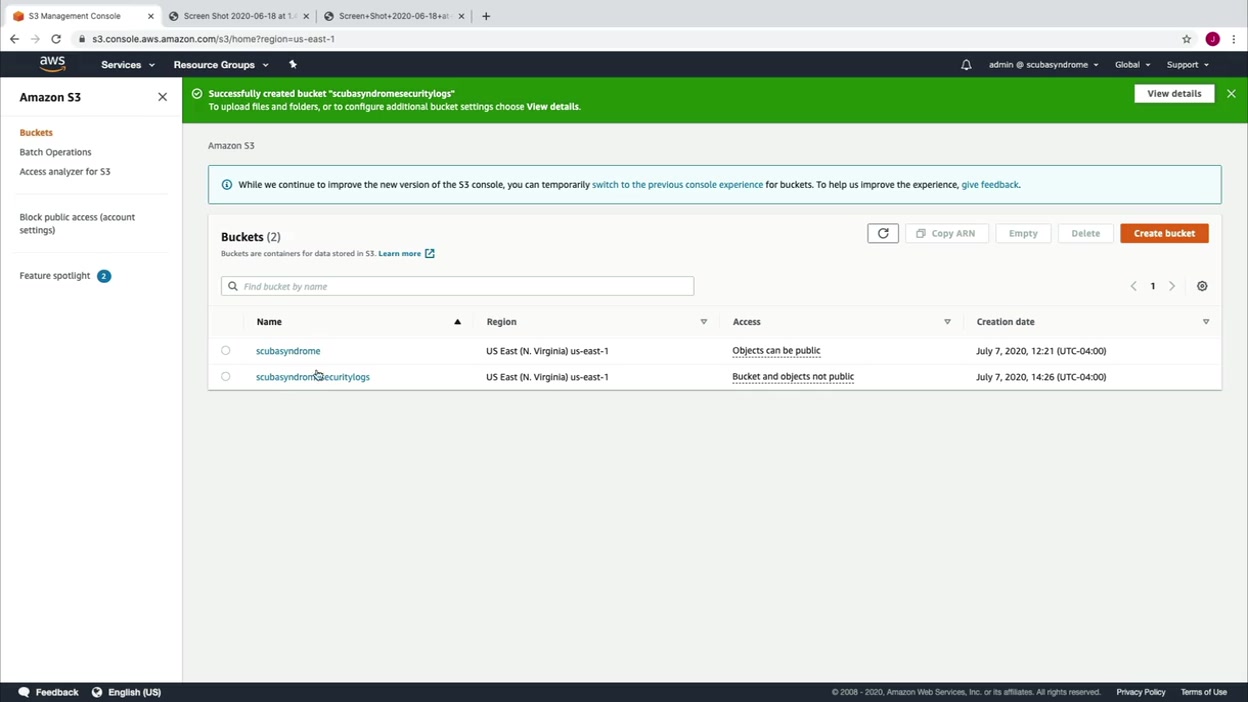 S3 Management Console
Screen Shot 2020-06-18 at 1.
Screen+Shot+2020-06-18+at
s3.console.aws.amazon.com/s3/home?region=us-east-1
J
aws
Services
Resource Groups
admin @ scubasyndrome
Global
Support
Amazon S3
Buckets
Batch Operations
Access analyzer for S3
Block public access (account
settings)
Feature spotlight 2
Successfully created bucket "scubasyndromesecuritylogs"
To upload files and folders, or to configure additional bucket settings choose View details.
View details
Amazon S3
While we continue to improve the new version of the S3 console, you can temporarily switch to the previous console experience for buckets. To help us improve the experience, give feedback.
Buckets (2)
Buckets are containers for data stored in S3. Learn more
Copy ARN
Empty
Delete
Create bucket
Find bucket by name
1
Name Region Access Creation date
scubasyndrome US East (N. Virginia) us-east-1 Objects can be public July 7, 2020, 12:21 (UTC-04:00)
scubasyndromesecuritylogs US East (N. Virginia) us-east-1 Bucket and objects not public July 7, 2020, 14:26 (UTC-04:00)
Feedback
English (US)
© 2008 - 2020, Amazon Web Services, Inc. or its affiliates. All rights reserved.
Privacy Policy
Terms of Use